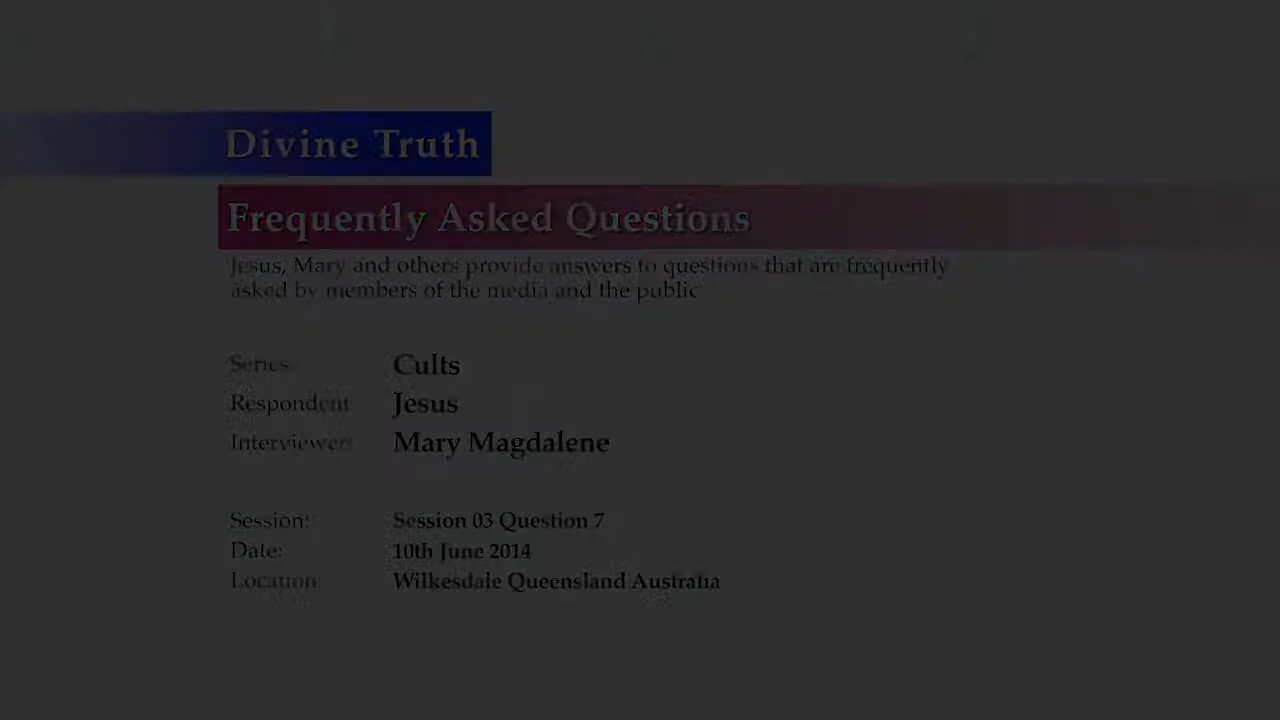 Divine Truth
Frequently Asked Questions
Jesus, Mary and others provide answers to questions that are frequently
asked by members of the media and the public
Series: Cults
Respondent Jesus
Interviewer: Mary Magdalene
Session: Session 03 Question 7
Date: 10th June 2014
Location: Wilkesdale Queensland Australia